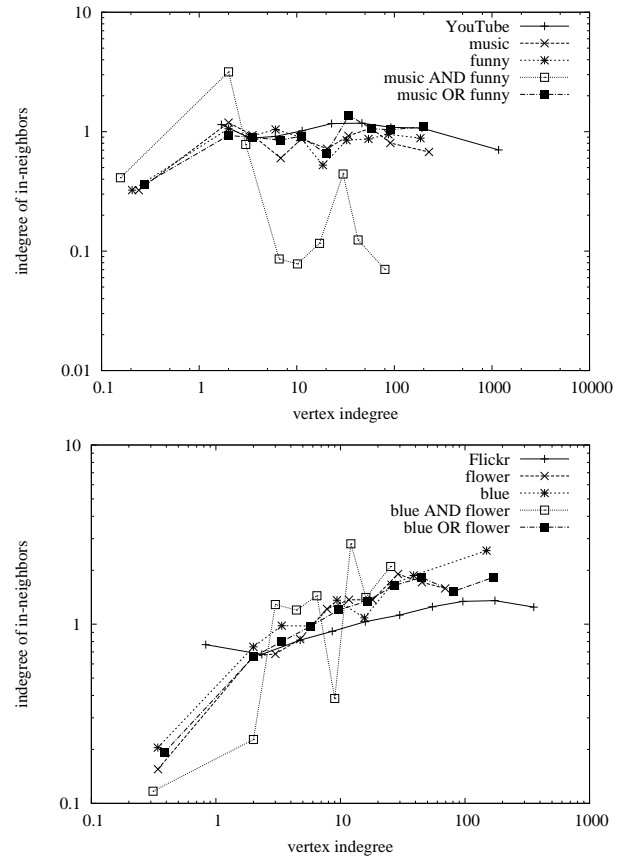 10
1
0.1
0.01
0.1
1
10
100
1000
10000
indegree of in-neighbors
vertex indegree
YouTube
music
funny
music AND funny
music OR funny
10
1
0.1
0.1
1
10
100
1000
indegree of in-neighbors
vertex indegree
Flickr
flower
blue
blue AND flower
blue OR flower